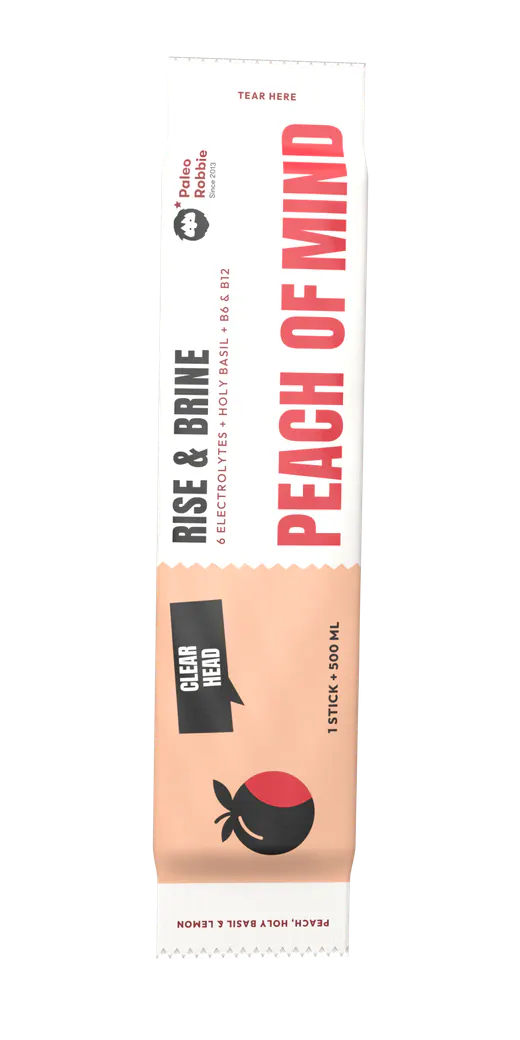 TEAR HERE
Paleo
Robbie
Since 2013
RISE & BRINE
6 ELECTROLYTES + HOLY BASIL + B6 & B12
PEACH OF MIND
CLEAR
HEAD
1 STICK + 500 ML
PEACH, HOLY BASIL & LEMON